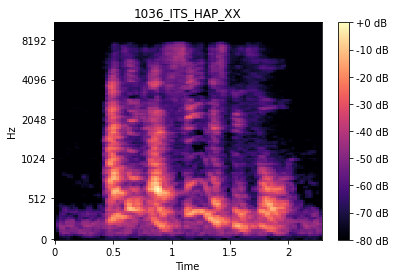 1036_ITS_HAP_XX
+0 dB
8192
-10 dB
-20 dB
4096
-30 dB
2048
Hz
-40 dB
1024
-50 dB
-60 dB
512
-70 dB
0
-80 dB
0 0.5 1 1.5 2
Time